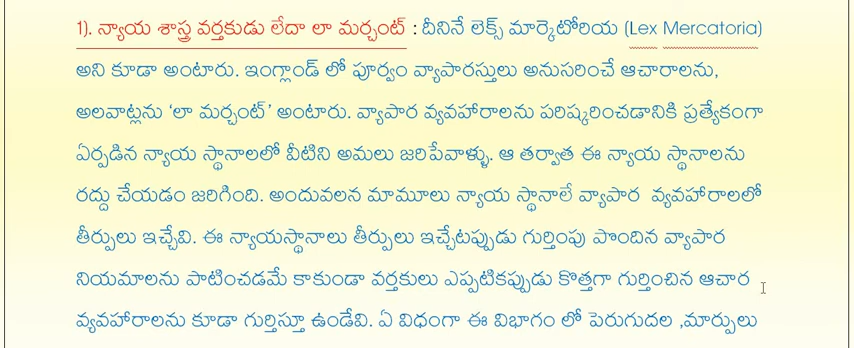 1). న్యాయ శాస్త్ర వర్తకుడు లేదా లా మర్చంట్ : దీనినే లెక్స్ మార్కెటోరియ (Lex Mercatoria)
అని కూడా అంటారు. ఇంగ్లాండ్ లో పూర్వం వ్యాపారస్తులు అనుసరించే ఆచారాలను,
అలవాట్లను ‘లా మర్చంట్’ అంటారు. వ్యాపార వ్యవహారాలను పరిష్కరించడానికి ప్రత్యేకంగా
ఏర్పడిన న్యాయ స్థానాలలో వీటిని అమలు జరిపేవాళ్ళు. ఆ తర్వాత ఈ న్యాయ స్థానాలను
రద్దు చేయడం జరిగింది. అందువలన మామూలు న్యాయ స్థానాలే వ్యాపార వ్యవహారాలలో
తీర్పులు ఇచ్చేవి. ఈ న్యాయస్థానాలు తీర్పులు ఇచ్చేటప్పుడు గుర్తింపు పొందిన వ్యాపార
నియమాలను పాటించడమే కాకుండా వర్తకులు ఎప్పటికప్పుడు కొత్తగా గుర్తించిన ఆచార
వ్యవహారాలను కూడా గుర్తిస్తూ ఉండేవి. ఏ విధంగా ఈ విభాగం లో పెరుగుదల ,మార్పులు